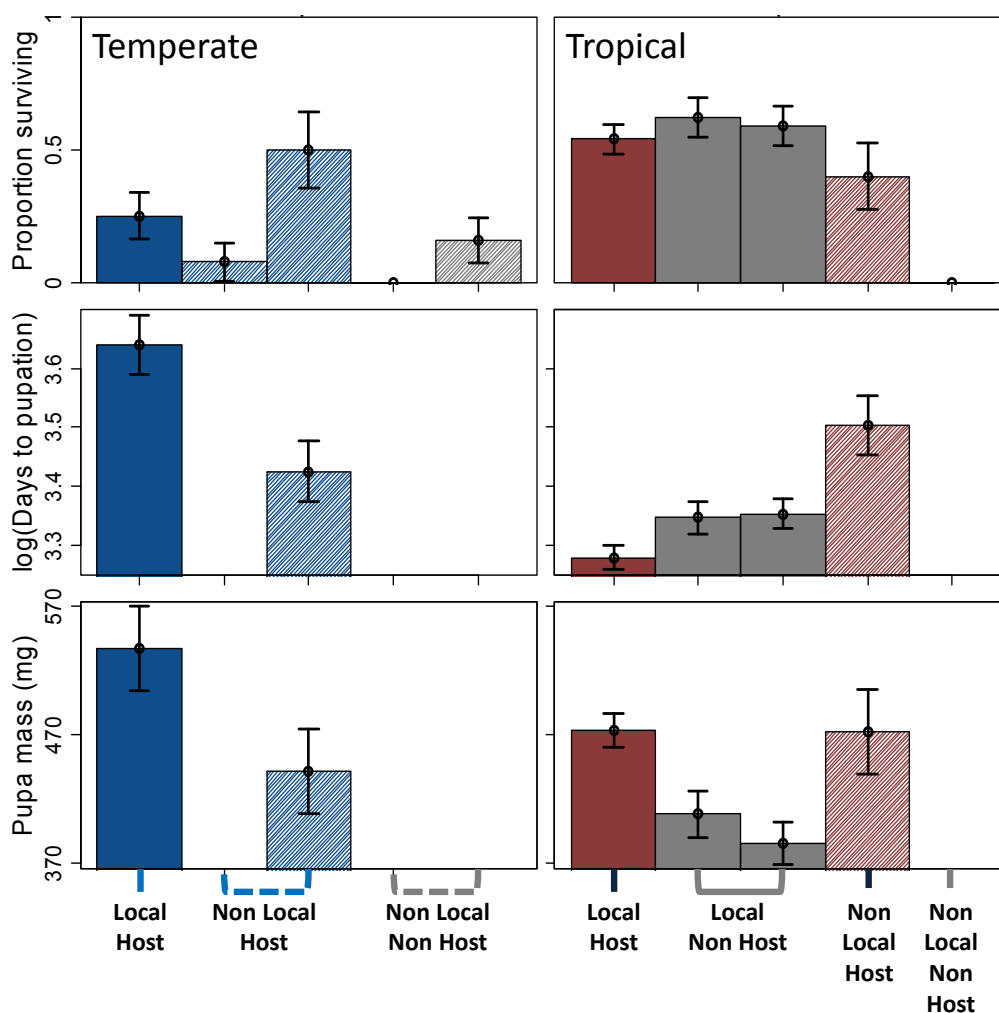 Temperate
Tropical
Proportion surviving
1
0.5
0
log(Days to pupation)
3.6
3.5
3.4
3.3
Pupa mass (mg)
570
470
370
Local
Host
Non Local
Host
Non Local
Non Host
Local
Host
Local
Non Host
Non
Local
Host
Non
Local
Non
Host